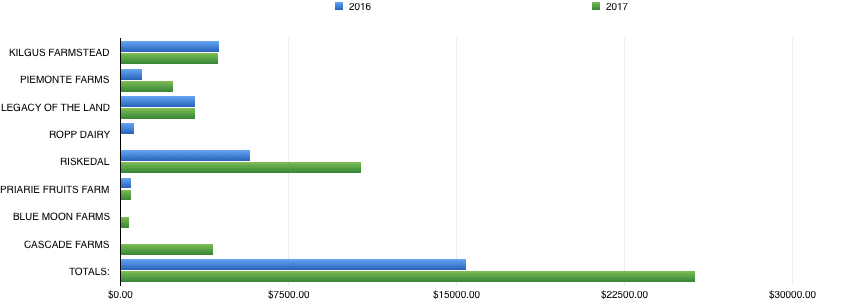 2016 2017
KILGUS FARMSTEAD
PIEMONTE FARMS
LEGACY OF THE LAND
ROPP DAIRY
RISKEDAL
PRIARIE FRUITS FARM
BLUE MOON FARMS
CASCADE FARMS
TOTALS:
$0.00 $7500.00 $15000.00 $22500.00 $30000.00